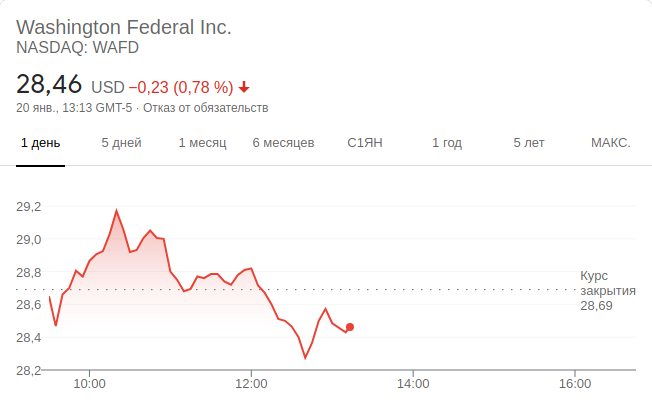 Washington Federal Inc.
NASDAQ: WAFD
28,46 USD −0,23 (0,78 %)
20 янв., 13:13 GMT-5 · Отказ от обязательств
1 день 5 дней 1 месяц 6 месяцев С1ЯН 1 год 5 лет МАКС.
29,2
29,0
28,8
Курс
закрытия
28,69
28,6
28,4
28,2
10:00 12:00 14:00 16:00